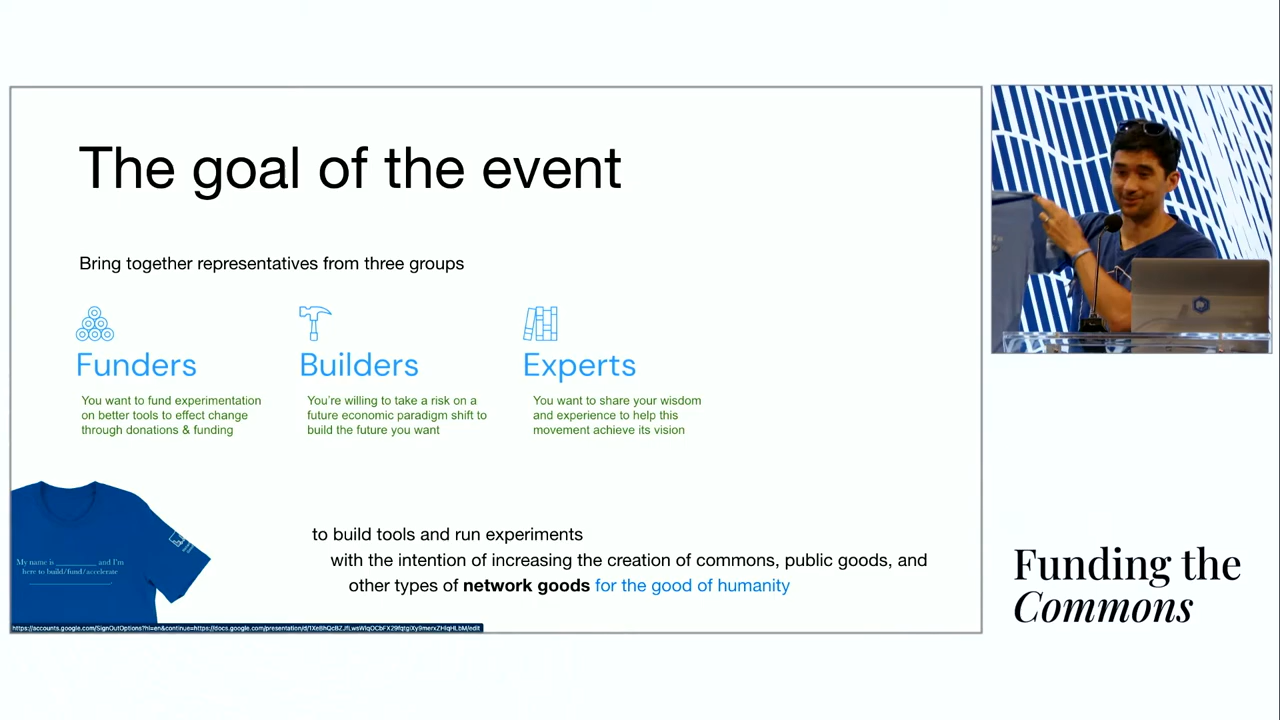 The goal of the event
Bring together representatives from three groups
Funders
You want to fund experimentation
on better tools to effect change
through donations & funding
Builders
You're willing to take a risk on a
future economic paradigm shift to
build the future you want
Experts
You want to share your wisdom
and experience to help this
movement achieve its vision
My name is __________ and I'm
here to build/fund/accelerate
____________________.
to build tools and run experiments
with the intention of increasing the creation of commons, public goods, and
other types of network goods for the good of humanity
Funding the
Commons